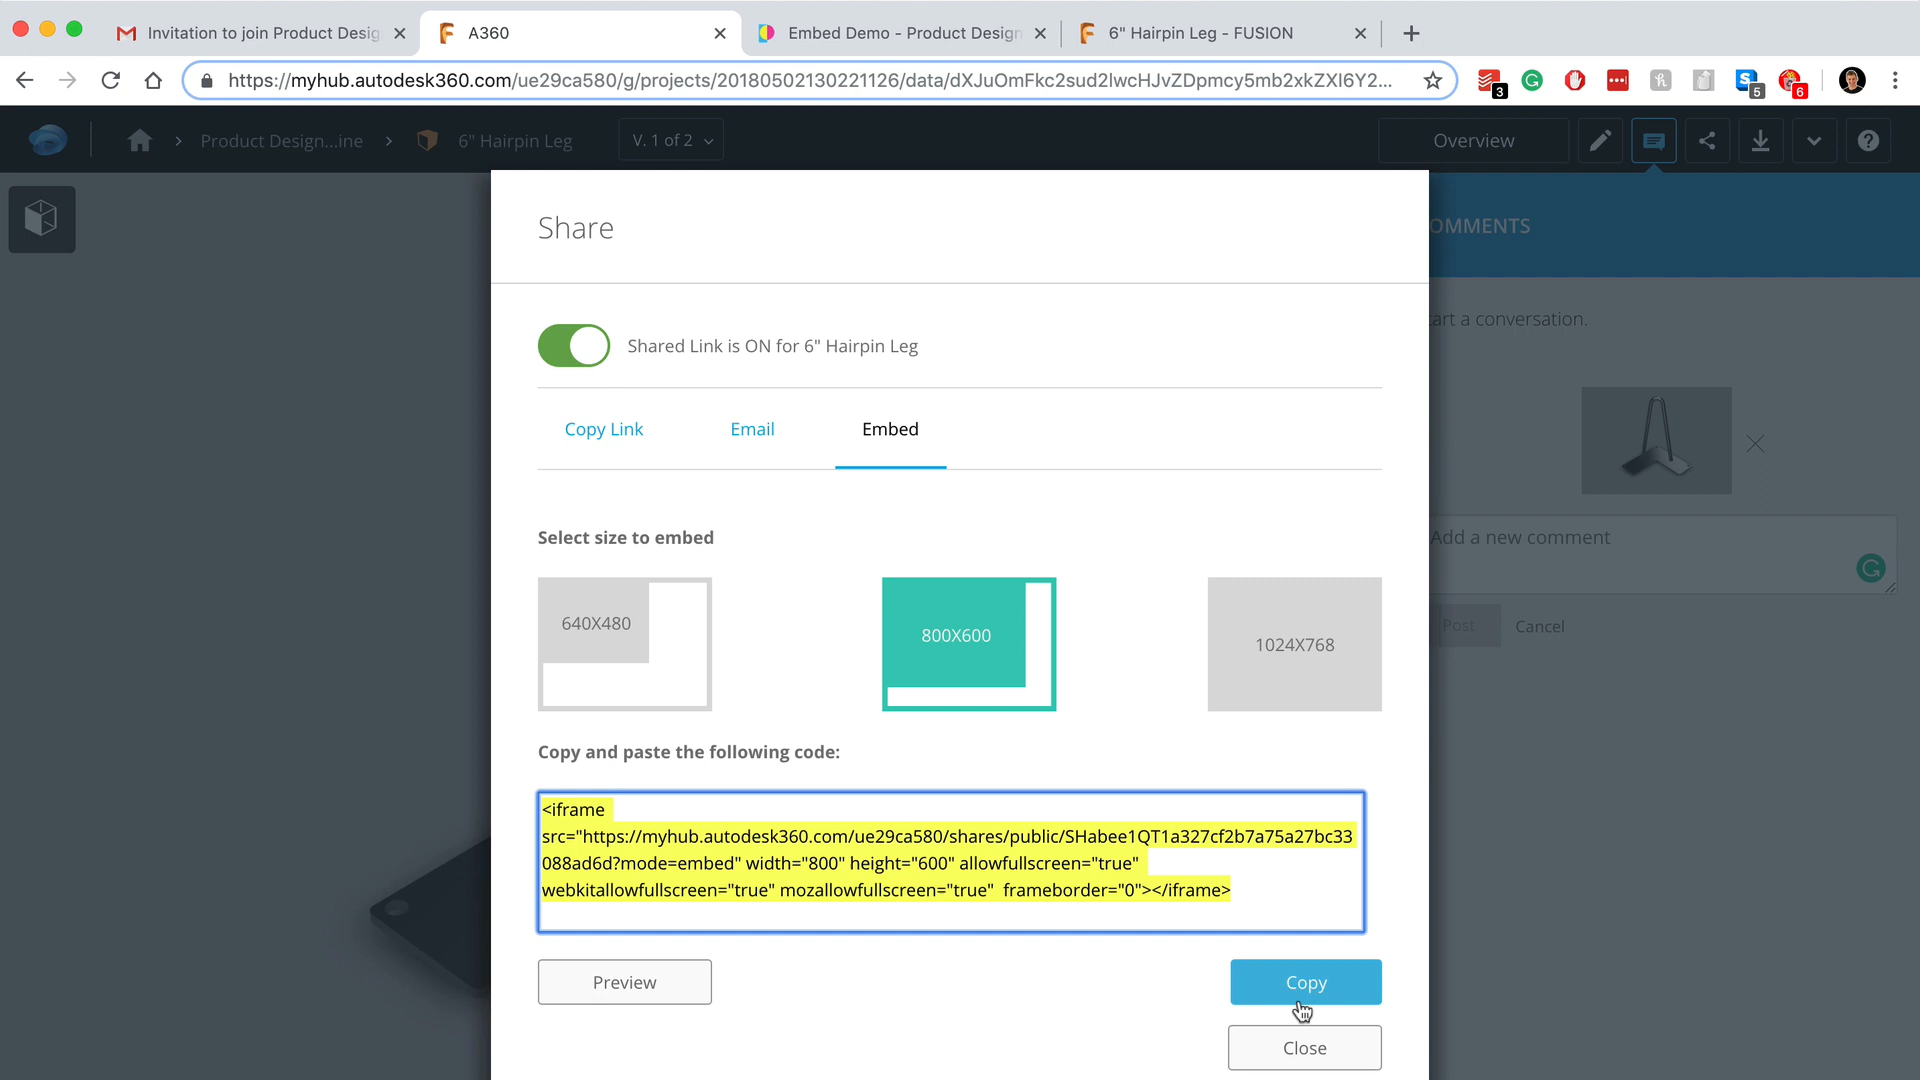 Invitation to join Product Desig
A360
Embed Demo - Product Design
6" Hairpin Leg - FUSION
https://myhub.autodesk360.com/ue29ca580/g/projects/20180502130221126/data/dXJuOmFkc2sud2lwcHJvZDpmcy5mb2xkZXI6Y2...
3
5
6
Product Design...ine
6" Hairpin Leg
V. 1 of 2
Overview
Share
OMMENTS
Shared Link is ON for 6" Hairpin Leg
art a conversation.
Copy Link
Email
Embed
Select size to embed
Add a new comment
640X480
800X600
1024X768
Post
Cancel
Copy and paste the following code:
<iframe
src="https://myhub.autodesk360.com/ue29ca580/shares/public/SHabee1QT1a327cf2b7a75a27bc33
088ad6d?mode=embed" width="800" height="600" allowfullscreen="true"
webkitallowfullscreen="true" mozallowfullscreen="true"  frameborder="0"></iframe>
Preview
Copy
Close